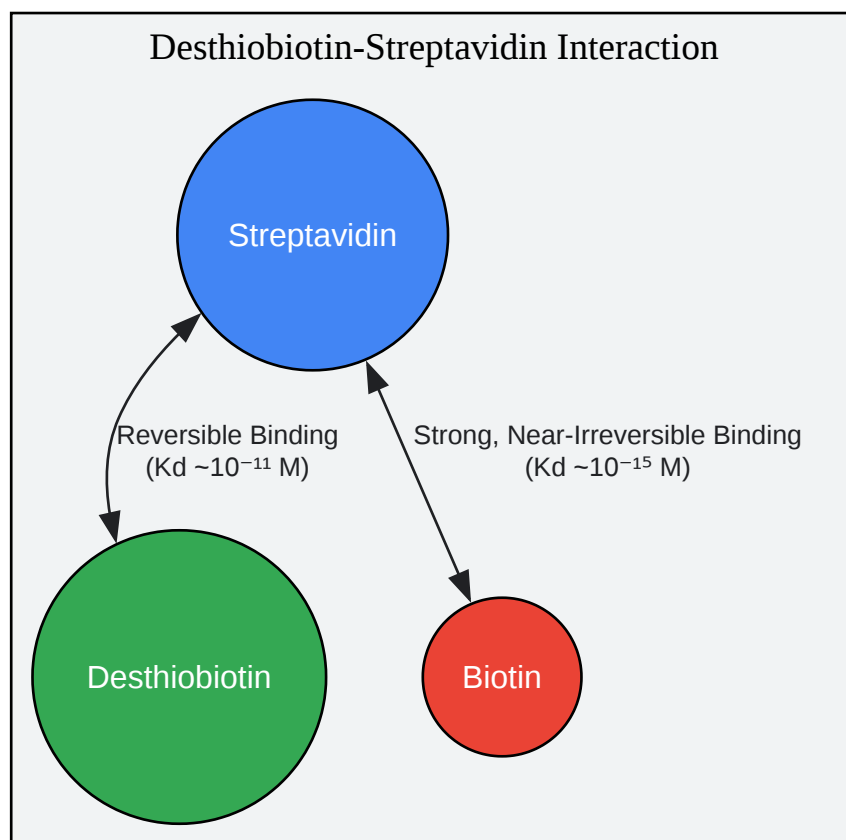 Desthiobiotin-Streptavidin Interaction
Streptavidin
Reversible Binding
(Kd ~10⁻¹¹ M)
Strong, Near-Irreversible Binding
(Kd ~10⁻¹⁵ M)
Desthiobiotin
Biotin